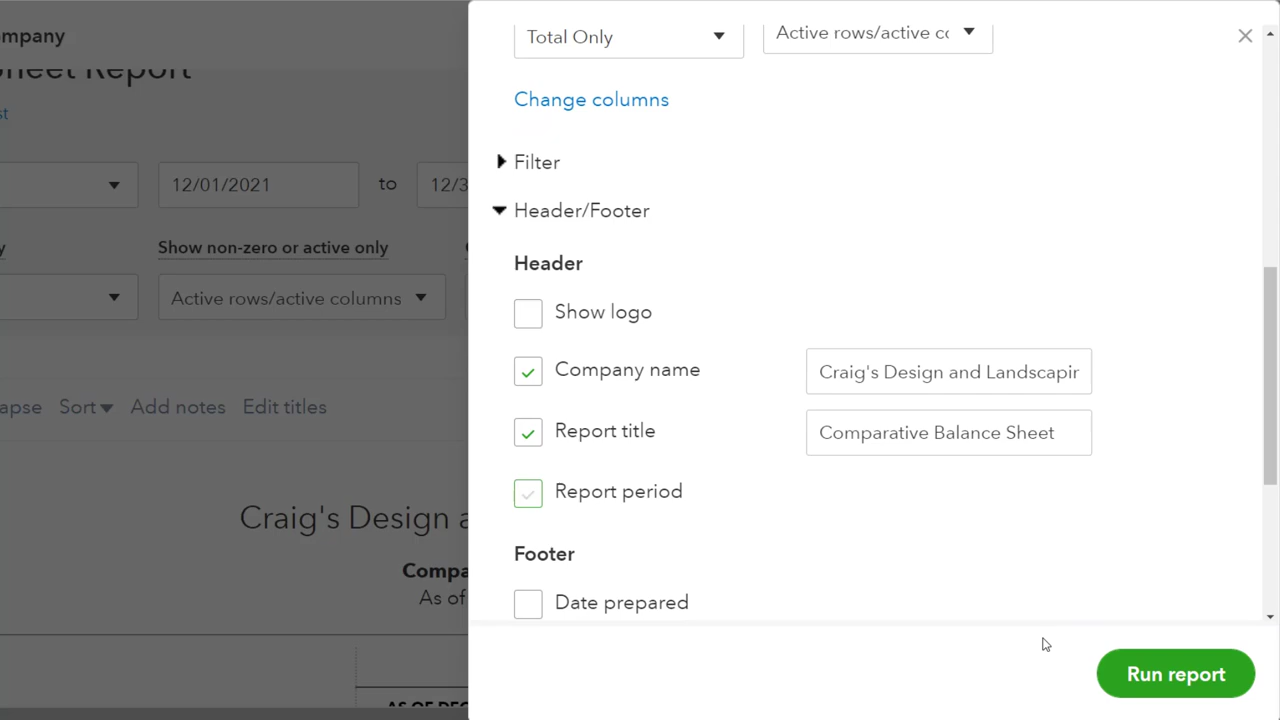 Total Only
Active rows/active cc
Change columns
Filter
Header/Footer
Header
Show logo
Company name
Craig's Design and Landscapir
Report title
Comparative Balance Sheet
Report period
Footer
Date prepared
Run report
mpany
Sheet Report
st
12/01/2021
to
12/3
y
Show non-zero or active only
Active rows/active columns
apse
Sort
Add notes
Edit titles
Craig's Design a
Compa
As of
AS OF DEC